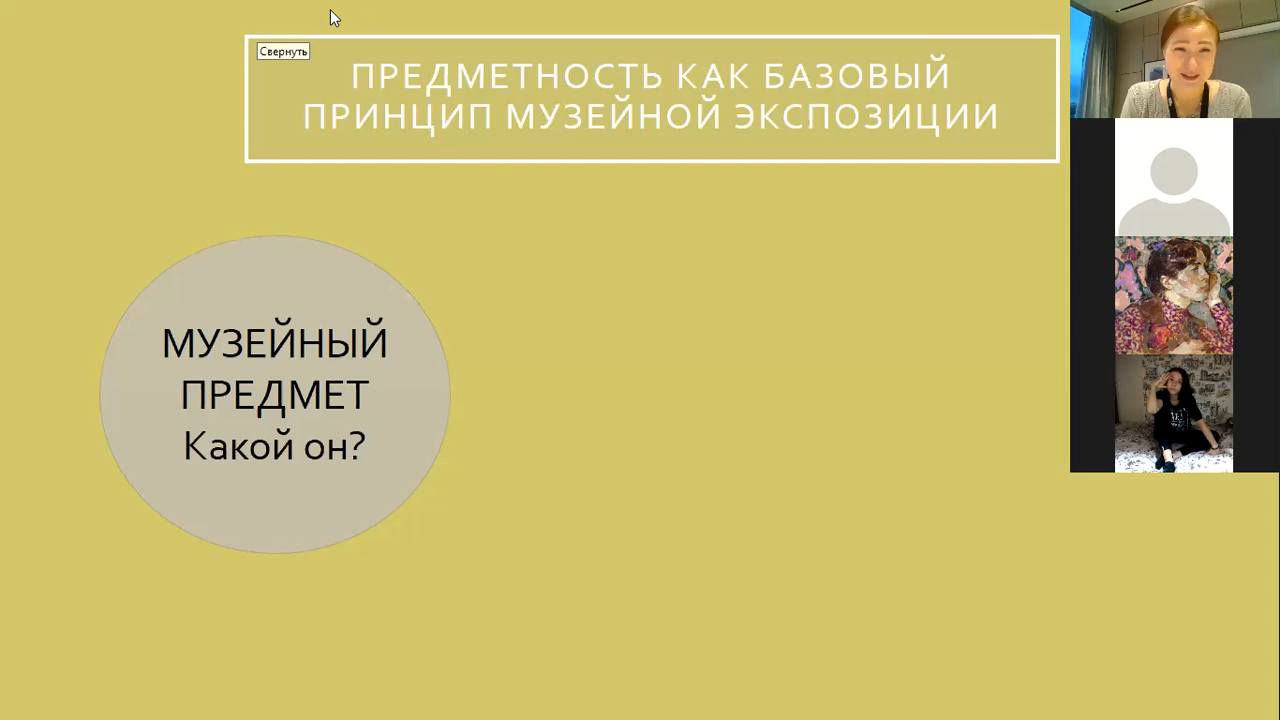 Свернуть
ПРЕДМЕТНОСТЬ КАК БАЗОВЫЙ
ПРИНЦИП МУЗЕЙНОЙ ЭКСПОЗИЦИИ
МУЗЕЙНЫЙ
ПРЕДМЕТ
Какой он?